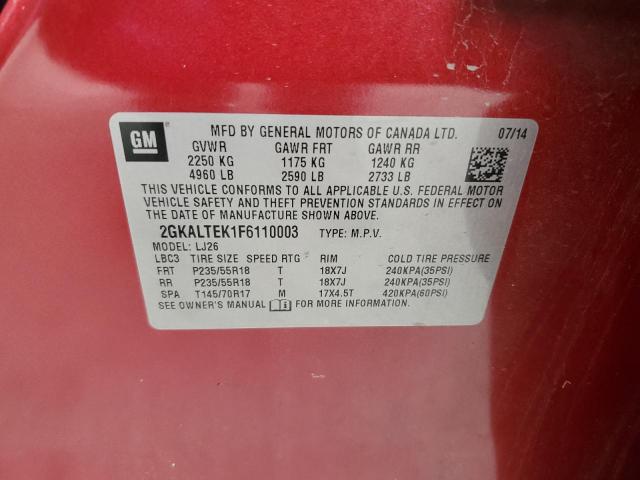 GM
MFD BY GENERAL MOTORS OF CANADA LTD. 07/14
GVWR GAWR FRT GAWR RR
2250 KG 1175 KG 1240 KG
4960 LB 2590 LB 2733 LB
THIS VEHICLE CONFORMS TO ALL APPLICABLE U.S. FEDERAL MOTOR
VEHICLE SAFETY AND THEFT PREVENTION STANDARDS IN EFFECT ON
THE DATE OF MANUFACTURE SHOWN ABOVE.
2GKALTEK1F6110003 TYPE: M.P.V.
MODEL: LJ26
LBC3 TIRE SIZE SPEED RTG RIM COLD TIRE PRESSURE
FRT P235/55R18 T 18X7J 240KPA(35PSI)
RR P235/55R18 T 18X7J 240KPA(35PSI)
SPA T145/70R17 M 17X4.5T 420KPA(60PSI)
SEE OWNER'S MANUAL FOR MORE INFORMATION.